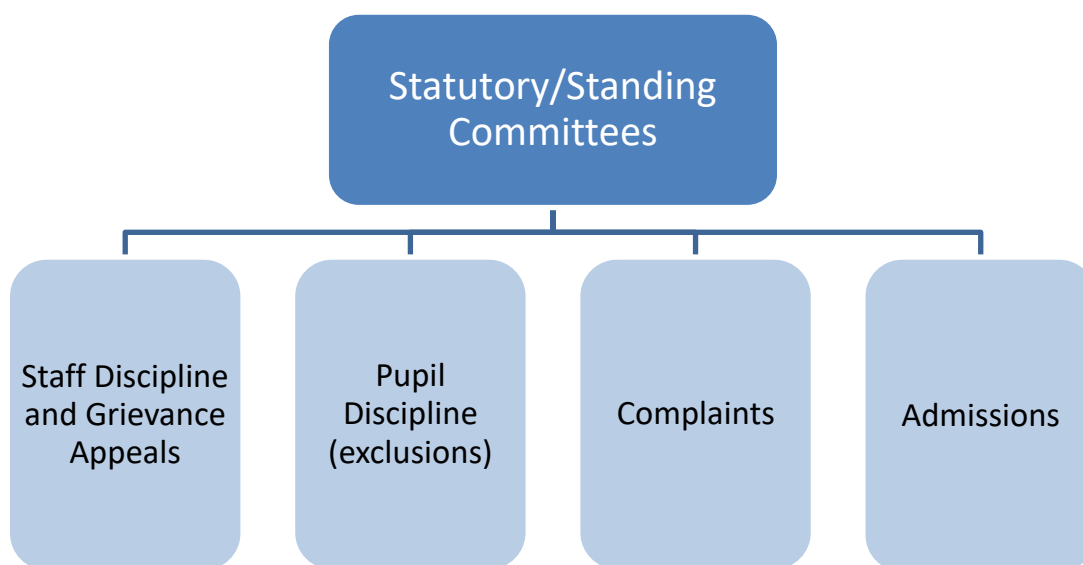 Statutory/Standing
Committees
Staff Discipline
and Grievance
Appeals
Pupil
Discipline
(exclusions)
Complaints
Admissions